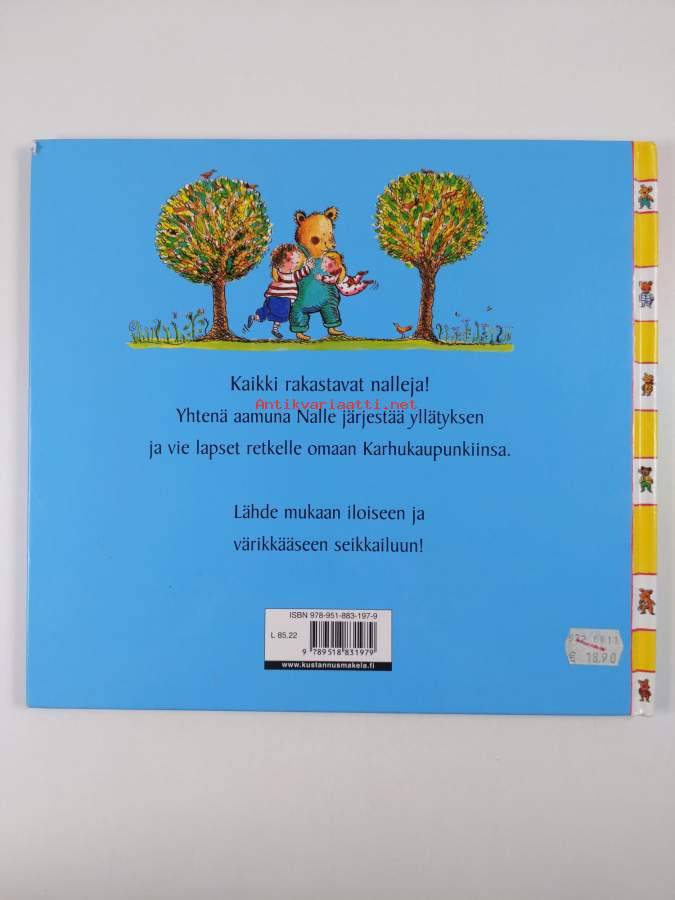 Kaikki rakastavat nalleja!
Antikvariaatti.net
Yhtenä aamuna Nalle järjestää yllätyksen
ja vie lapset retkelle omaan Karhukaupunkiinsa.
Lähde mukaan iloiseen ja
värikkääseen seikkailuun!
ISBN 978-951-883-197-9
L 85.22
9 789518 831979
www.kustannusmakela.fi
€ 18,90